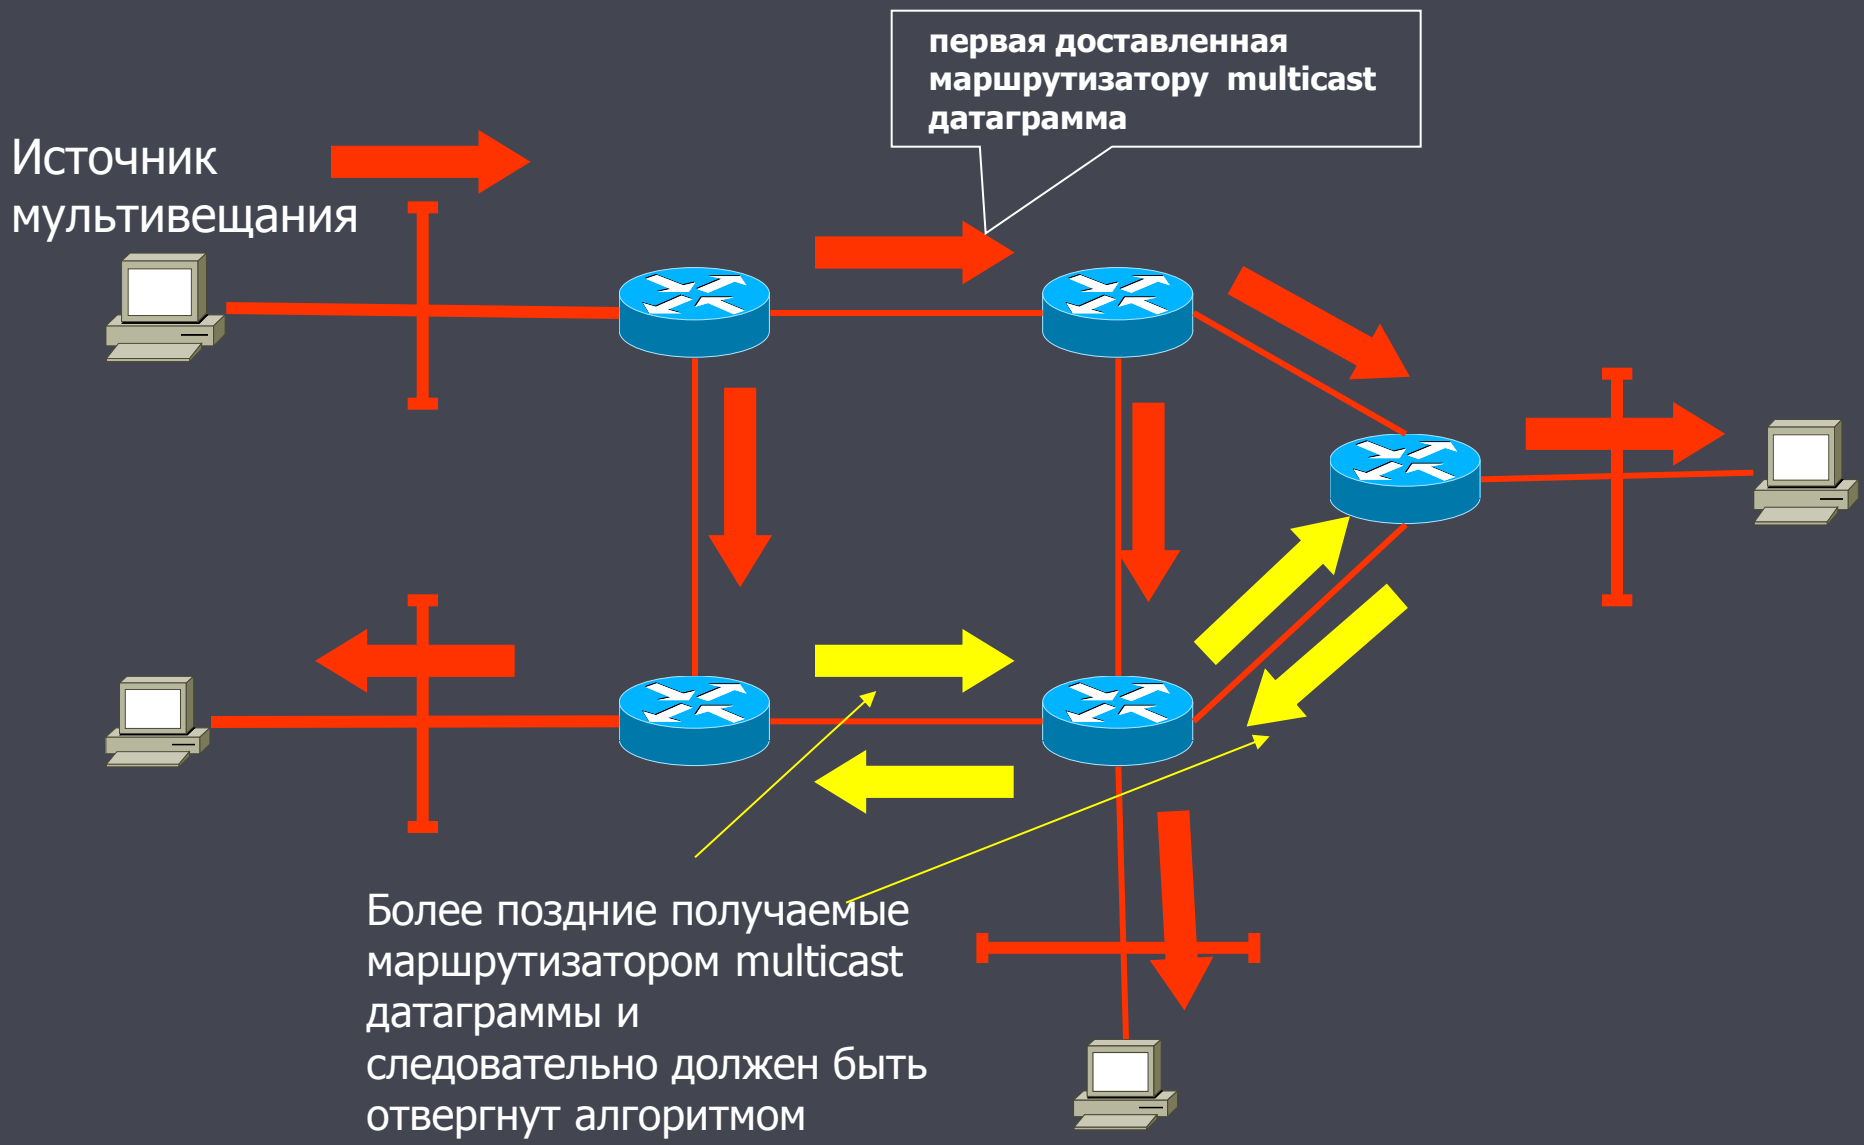 первая доставленная
маршрутизатору multicast
датаграмма
Источник
мультивещания
Более поздние получаемые
маршрутизатором multicast
датаграммы и
следовательно должен быть
отвергнут алгоритмом